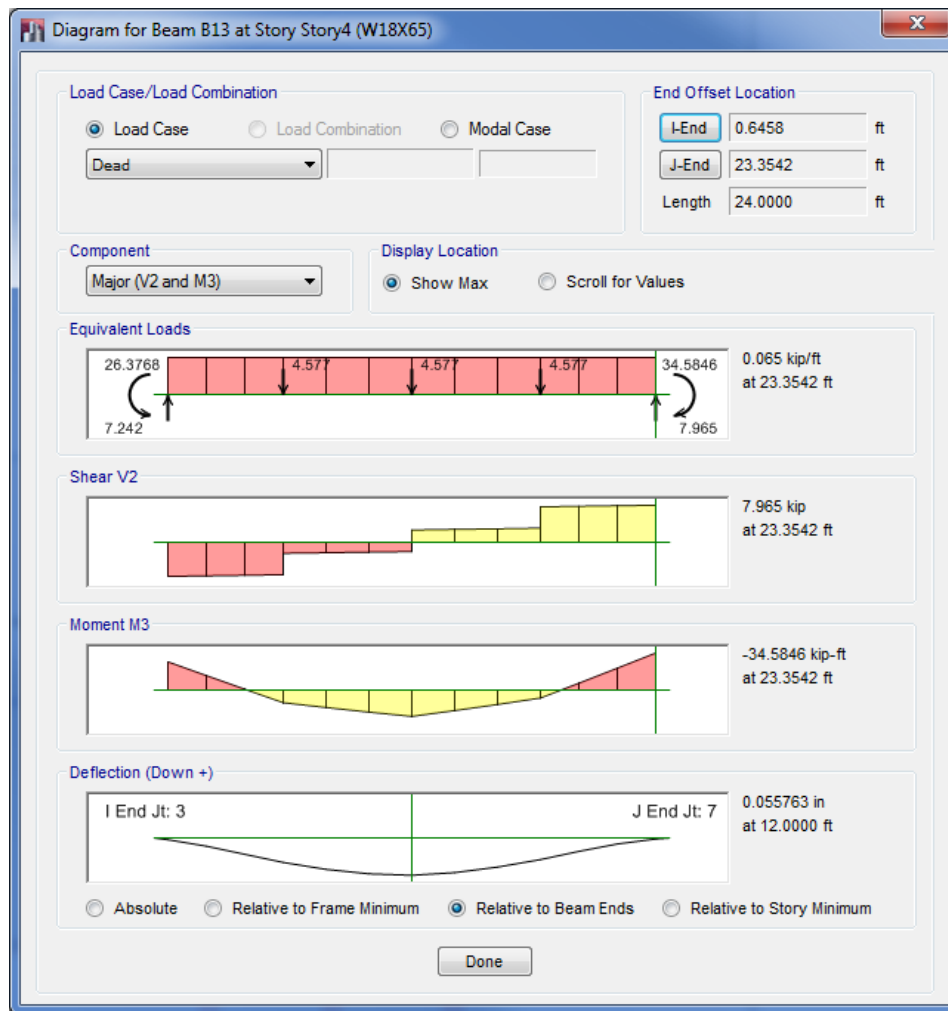 Diagram for Beam B13 at Story Story4 (W18X65)
Load Case/Load Combination
Load Case Load Combination Modal Case
Dead
End Offset Location
I-End 0.6458 ft
J-End 23.3542 ft
Length 24.0000 ft
Component
Major (V2 and M3)
Display Location
Show Max Scroll for Values
Equivalent Loads
26.3768 4.577 4.577 4.577 34.5846
7.242 7.965
0.065 kip/ft
at 23.3542 ft
Shear V2
7.965 kip
at 23.3542 ft
Moment M3
-34.5846 kip-ft
at 23.3542 ft
Deflection (Down +)
I End Jt: 3 J End Jt: 7
0.055763 in
at 12.0000 ft
Absolute Relative to Frame Minimum Relative to Beam Ends Relative to Story Minimum
Done